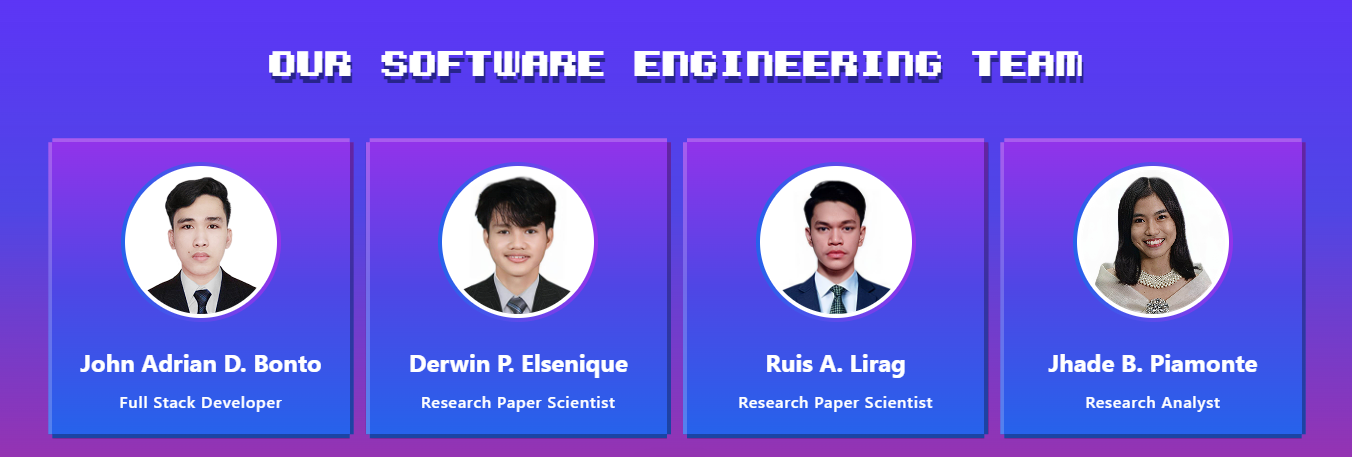 OUR SOFTWARE ENGINEERING TEAM
John Adrian D. Bonto
Full Stack Developer
Derwin P. Elsenique
Research Paper Scientist
Ruis A. Lirag
Research Paper Scientist
Jhade B. Piamonte
Research Analyst